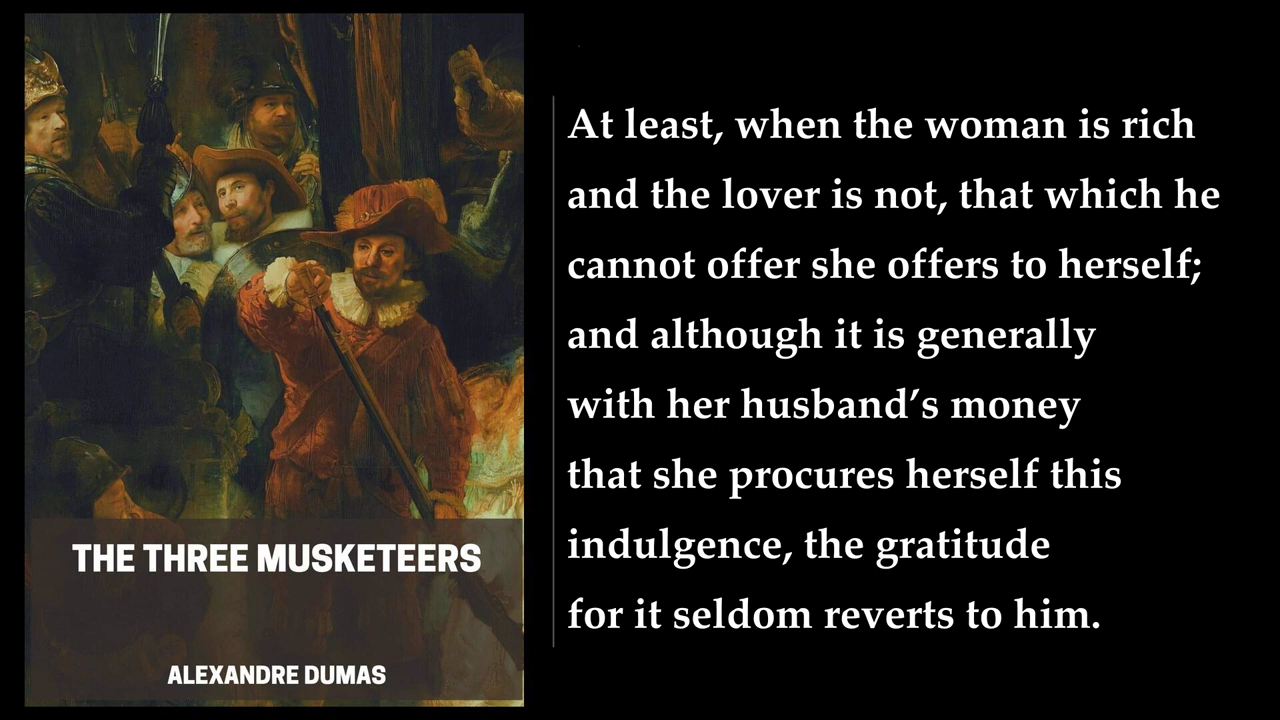 THE THREE MUSKETEERS
ALEXANDRE DUMAS
At least, when the woman is rich
and the lover is not, that which he
cannot offer she offers to herself;
and although it is generally
with her husband’s money
that she procures herself this
indulgence, the gratitude
for it seldom reverts to him.